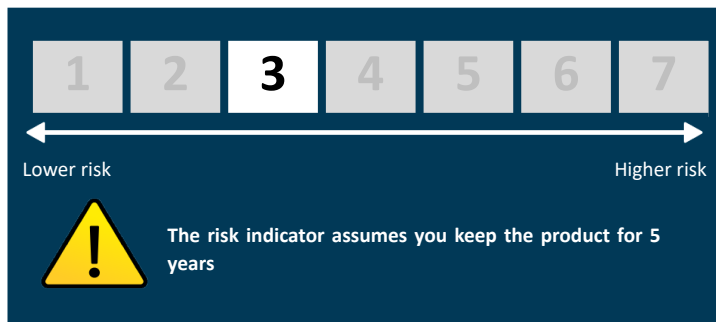 1 2 3 4 5 6 7
Lower risk Higher risk
The risk indicator assumes you keep the product for 5
years